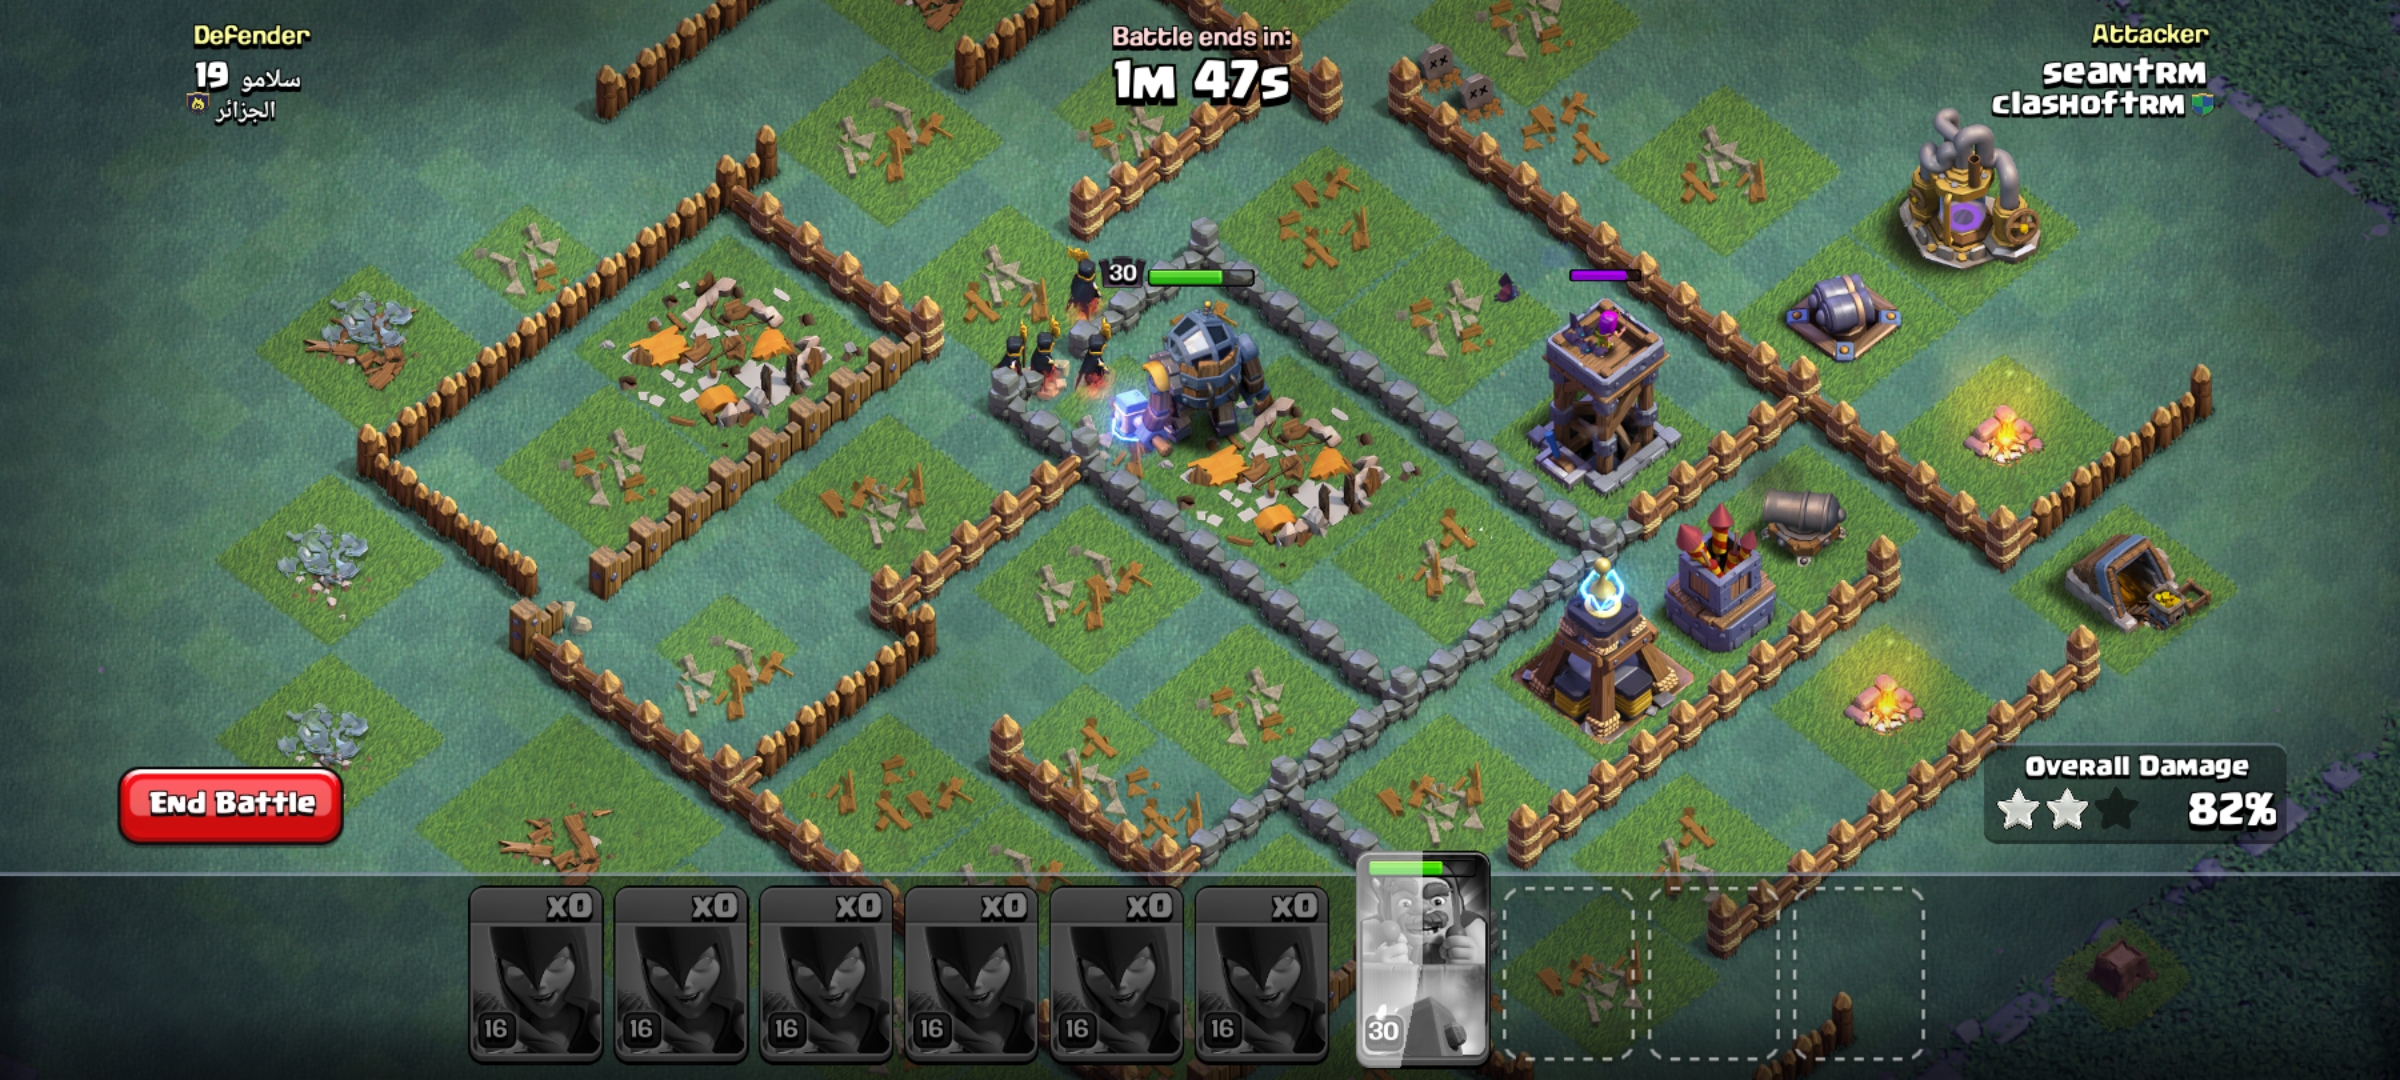 Defender
19 سلامو
الجزائر
Battle ends in:
1M 47s
Attacker
seantRM
clashoftRM
30
End Battle
Overall Damage
82%
x0
x0
x0
x0
x0
x0
16
16
16
16
16
16
30